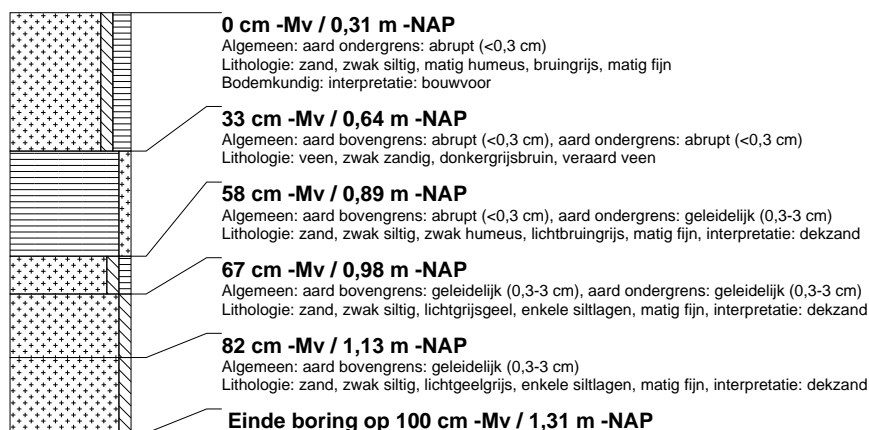 0 cm -Mv / 0,31 m -NAP
Algemeen: aard ondergrens: abrupt (<0,3 cm)
Lithologie: zand, zwak siltig, matig humeus, bruingrijs, matig fijn
Bodemkundig: interpretatie: bouwvoor
33 cm -Mv / 0,64 m -NAP
Algemeen: aard bovengrens: abrupt (<0,3 cm), aard ondergrens: abrupt (<0,3 cm)
Lithologie: veen, zwak zandig, donkergrijsbruin, veraard veen
58 cm -Mv / 0,89 m -NAP
Algemeen: aard bovengrens: abrupt (<0,3 cm), aard ondergrens: geleidelijk (0,3-3 cm)
Lithologie: zand, zwak siltig, zwak humeus, lichtbruingrijs, matig fijn, interpretatie: dekzand
67 cm -Mv / 0,98 m -NAP
Algemeen: aard bovengrens: geleidelijk (0,3-3 cm), aard ondergrens: geleidelijk (0,3-3 cm)
Lithologie: zand, zwak siltig, lichtgrijsgeel, enkele siltlagen, matig fijn, interpretatie: dekzand
82 cm -Mv / 1,13 m -NAP
Algemeen: aard bovengrens: geleidelijk (0,3-3 cm)
Lithologie: zand, zwak siltig, lichtgeelgrijs, enkele siltlagen, matig fijn, interpretatie: dekzand
Einde boring op 100 cm -Mv / 1,31 m -NAP